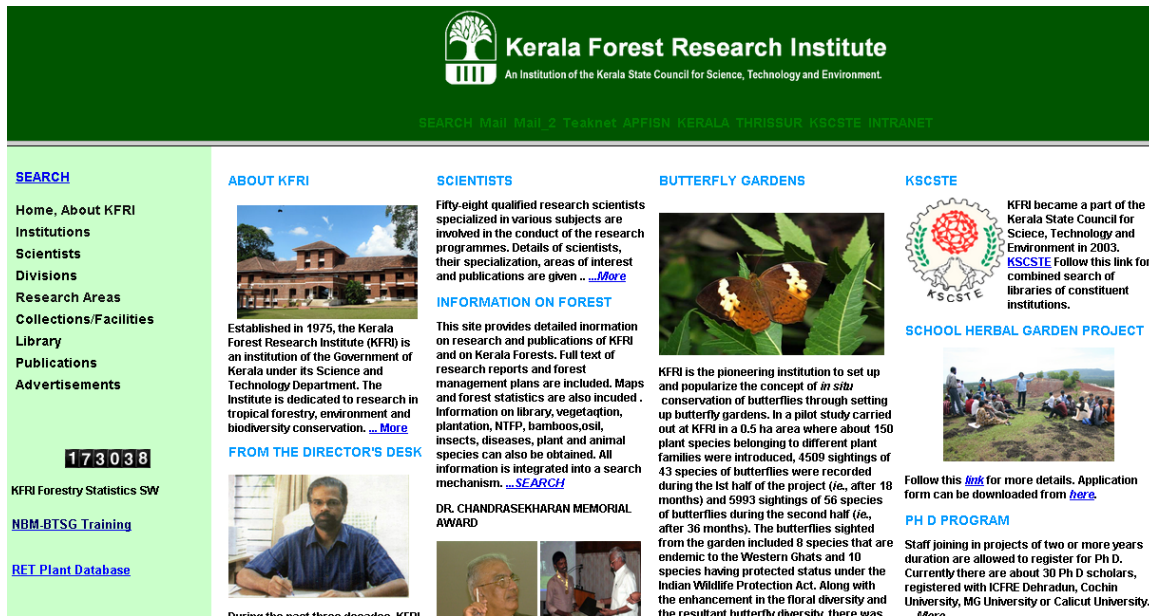 Kerala Forest Research Institute
An Institution of the Kerala State Council for Science, Technology and Environment.
SEARCH Mail Mail_2 Teaknet APFISN KERALA THRISSUR KSCSTE INTRANET
SEARCH
Home, About KFRI
Institutions
Scientists
Divisions
Research Areas
Collections/Facilities
Library
Publications
Advertisements
173038
KFRI Forestry Statistics SW
NBM-BTSG Training
RET Plant Database
ABOUT KFRI
Established in 1975, the Kerala
Forest Research Institute (KFRI) is
an institution of the Government of
Kerala under its Science and
Technology Department. The
Institute is dedicated to research in
tropical forestry, environment and
biodiversity conservation. ... More
FROM THE DIRECTOR'S DESK
During the past three decades, KFRI
SCIENTISTS
Fifty-eight qualified research scientists
specialized in various subjects are
involved in the conduct of the research
programmes. Details of scientists,
their specialization, areas of interest
and publications are given .. ...More
INFORMATION ON FOREST
This site provides detailed inormation
on research and publications of KFRI
and on Kerala Forests. Full text of
research reports and forest
management plans are included. Maps
and forest statistics are also incuded .
Information on library, vegetaqtion,
plantation, NTFP, bamboos,osil,
insects, diseases, plant and animal
species can also be obtained. All
information is integrated into a search
mechanism. ...SEARCH
DR. CHANDRASEKHARAN MEMORIAL
AWARD
BUTTERFLY GARDENS
KFRI is the pioneering institution to set up
and popularize the concept of in situ
conservation of butterflies through setting
up butterfly gardens. In a pilot study carried
out at KFRI in a 0.5 ha area where about 150
plant species belonging to different plant
families were introduced, 4509 sightings of
43 species of butterflies were recorded
during the Ist half of the project (ie., after 18
months) and 5993 sightings of 56 species
of butterflies during the second half (ie.,
after 36 months). The butterflies sighted
from the garden included 8 species that are
endemic to the Western Ghats and 10
species having protected status under the
Indian Wildlife Protection Act. Along with
the enhancement in the floral diversity and
the resultant butterfly diversity, there was
KSCSTE
KSCSTE
KFRI became a part of the
Kerala State Council for
Sciece, Technology and
Environment in 2003.
KSCSTE Follow this link for
combined search of
libraries of constituent
institutions.
SCHOOL HERBAL GARDEN PROJECT
Follow this link for more details. Application
form can be downloaded from here.
PH D PROGRAM
Staff joining in projects of two or more years
duration are allowed to register for Ph D.
Currently there are about 30 Ph D scholars,
registered with ICFRE Dehradun, Cochin
University, MG University or Calicut University.
...More